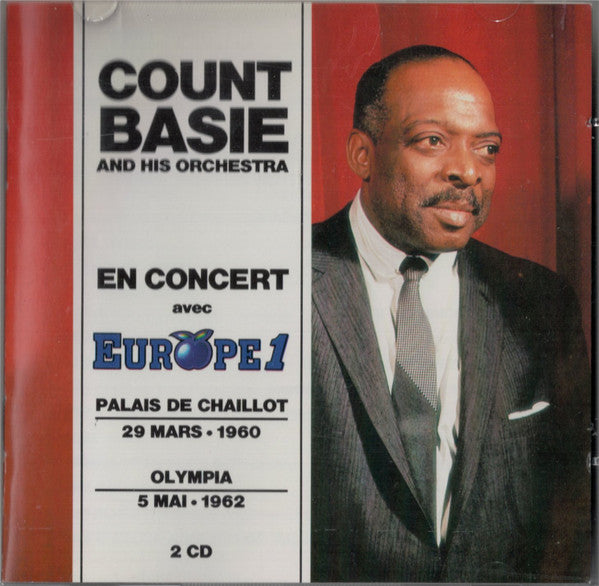 COUNT
BASIE
AND HIS ORCHESTRA
EN CONCERT
avec
EUROPE 1
PALAIS DE CHAILLOT
29 MARS • 1960
OLYMPIA
5 MAI • 1962
2 CD